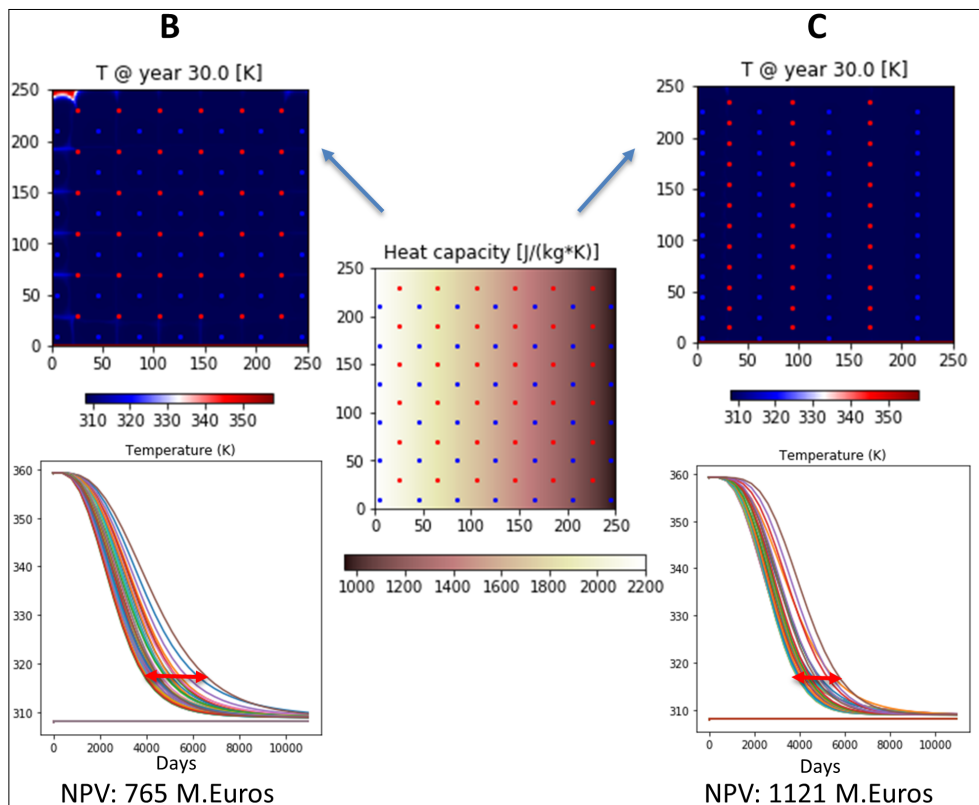 B
T @ year 30.0 [K]
250
200
150
100
50
0
0 50 100 150 200 250
310 320 330 340 350
Temperature (K)
360
350
340
330
320
310
0 2000 4000 6000 8000 10000
Days
NPV: 765 M.Euros
Heat capacity [J/(kg*K)]
250
200
150
100
50
0
0 50 100 150 200 250
1000 1200 1400 1600 1800 2000 2200
C
T @ year 30.0 [K]
250
200
150
100
50
0
0 50 100 150 200 250
310 320 330 340 350
Temperature (K)
360
350
340
330
320
310
0 2000 4000 6000 8000 10000
Days
NPV: 1121 M.Euros